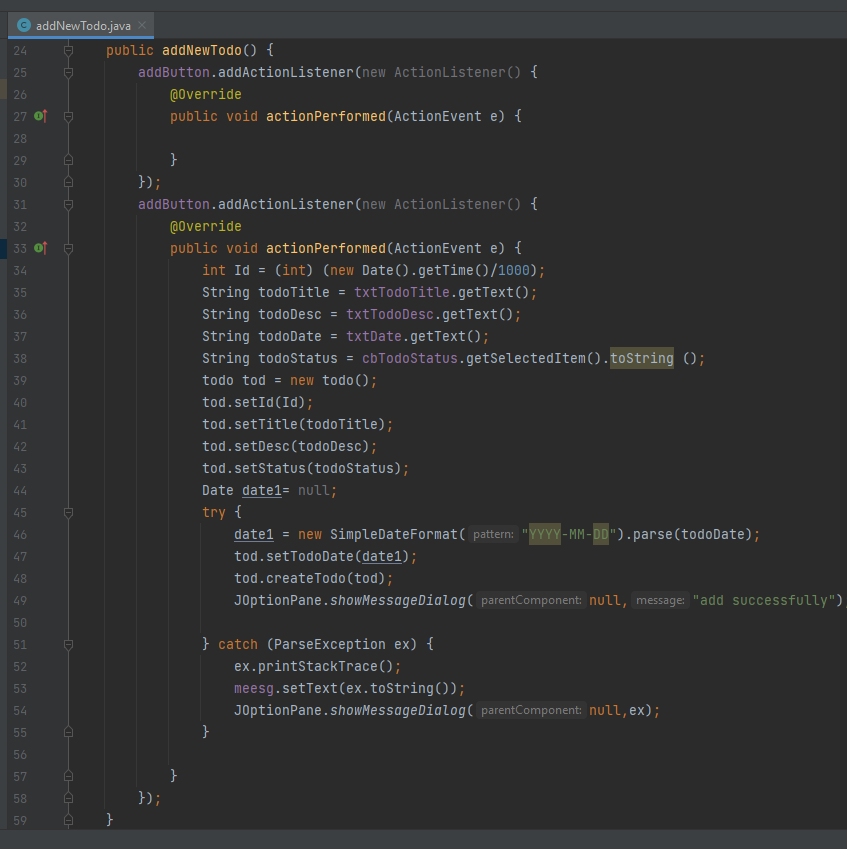 addNewTodo.java
24 public addNewTodo() {
25 addButton.addActionListener(new ActionListener() {
26 @Override
27 public void actionPerformed(ActionEvent e) {
28
29 }
30 });
31 addButton.addActionListener(new ActionListener() {
32 @Override
33 public void actionPerformed(ActionEvent e) {
34 int Id = (int) (new Date().getTime()/1000);
35 String todoTitle = txtTodoTitle.getText();
36 String todoDesc = txtTodoDesc.getText();
37 String todoDate = txtDate.getText();
38 String todoStatus = cbTodoStatus.getSelectedItem().toString ();
39 todo tod = new todo();
40 tod.setId(Id);
41 tod.setTitle(todoTitle);
42 tod.setDesc(todoDesc);
43 tod.setStatus(todoStatus);
44 Date date1= null;
45 try {
46 date1 = new SimpleDateFormat( pattern: "YYYY-MM-DD").parse(todoDate);
47 tod.setTodoDate(date1);
48 tod.createTodo(tod);
49 JOptionPane.showMessageDialog( parentComponent: null, message: "add successfully");
50
51 } catch (ParseException ex) {
52 ex.printStackTrace();
53 meesg.setText(ex.toString());
54 JOptionPane.showMessageDialog( parentComponent: null,ex);
55 }
56
57 }
58 });
59 }